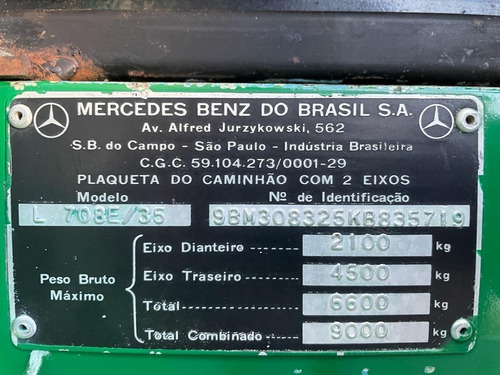 MERCEDES BENZ DO BRASIL S.A.
Av. Alfred Jurzykowski, 562
S.B. do Campo - São Paulo - Indústria Brasileira
C.G.C. 59.104.273/0001-29
PLAQUETA DO CAMINHÃO COM 2 EIXOS
Modelo Nº de Identificação
L 708E/35 9BM308325KB835719
Peso Bruto Máximo
Eixo Dianteiro 2100 kg
Eixo Traseiro 4500 kg
Total 6600 kg
Total Combinado 9000 kg